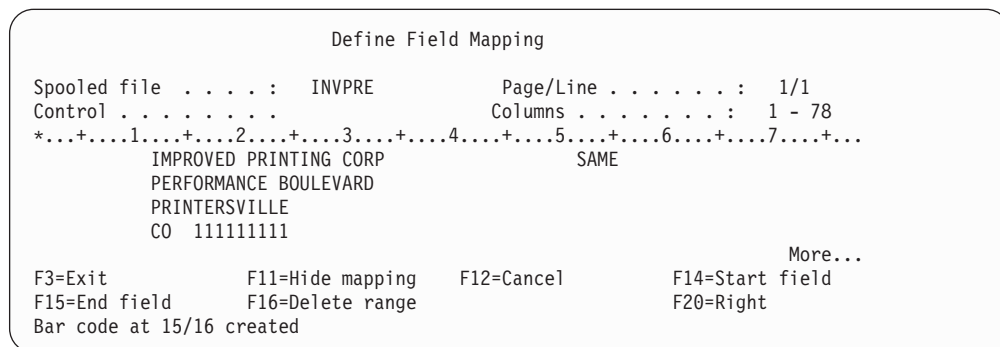 Define Field Mapping
Spooled file . . . . : INVPRE Page/Line . . . . . . : 1/1
Control . . . . . . . . Columns . . . . . . . : 1 - 78
*...+....1....+....2....+....3....+....4....+....5....+....6....+....7....+...
IMPROVED PRINTING CORP SAME
PERFORMANCE BOULEVARD
PRINTERSVILLE
CO 111111111
More...
F3=Exit F11=Hide mapping F12=Cancel F14=Start field
F15=End field F16=Delete range F20=Right
Bar code at 15/16 created